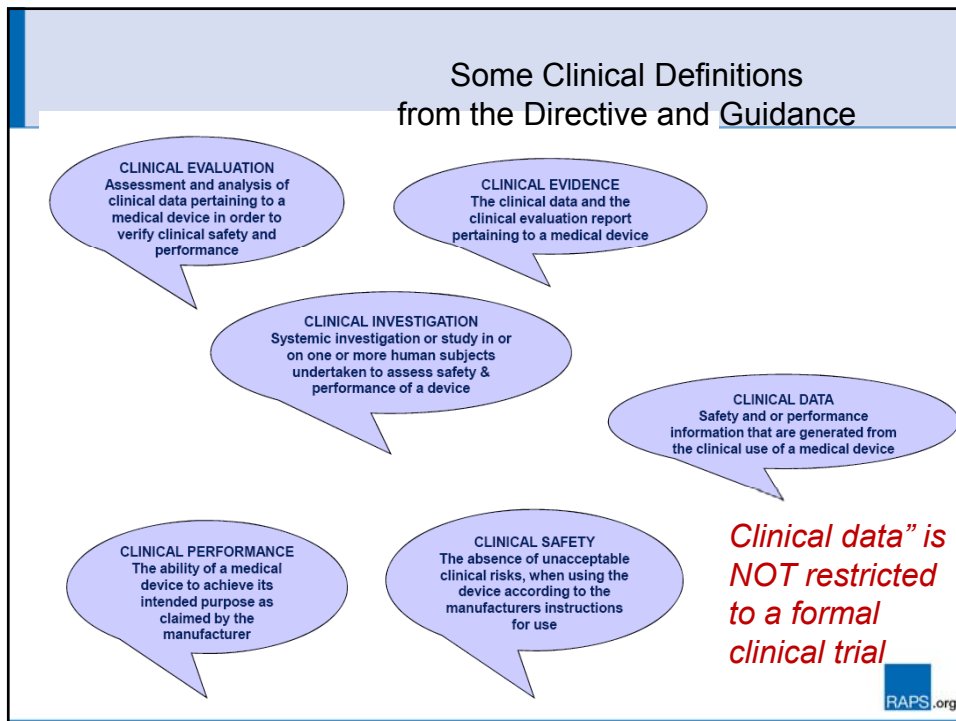 Some Clinical Definitions
from the Directive and Guidance
CLINICAL EVALUATION
Assessment and analysis of
clinical data pertaining to a
medical device in order to
verify clinical safety and
performance
CLINICAL EVIDENCE
The clinical data and the
clinical evaluation report
pertaining to a medical device
CLINICAL INVESTIGATION
Systemic investigation or study in or
on one or more human subjects
undertaken to assess safety &
performance of a device
CLINICAL DATA
Safety and or performance
information that are generated from
the clinical use of a medical device
CLINICAL PERFORMANCE
The ability of a medical
device to achieve its
intended purpose as
claimed by the
manufacturer
CLINICAL SAFETY
The absence of unacceptable
clinical risks, when using the
device according to the
manufacturers instructions
for use
Clinical data” is
NOT restricted
to a formal
clinical trial
RAPS.org